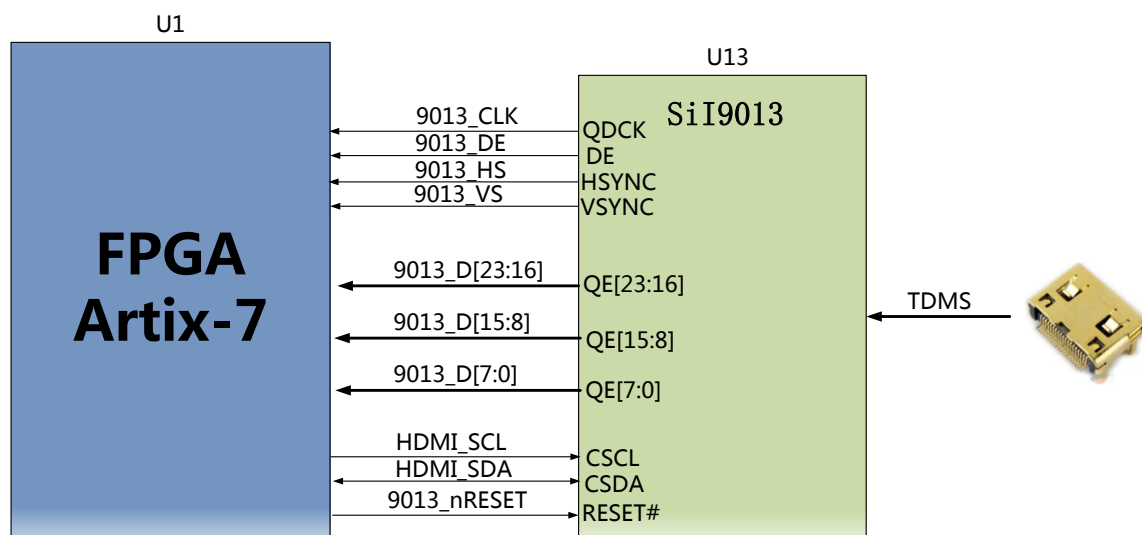 U1
U13
SiI9013
9013_CLK
QDCK
9013_DE
DE
9013_HS
HSYNC
9013_VS
VSYNC
FPGA
Artix-7
9013_D[23:16]
QE[23:16]
TDMS
9013_D[15:8]
QE[15:8]
9013_D[7:0]
QE[7:0]
HDMI_SCL
CSCL
HDMI_SDA
CSDA
9013_nRESET
RESET#